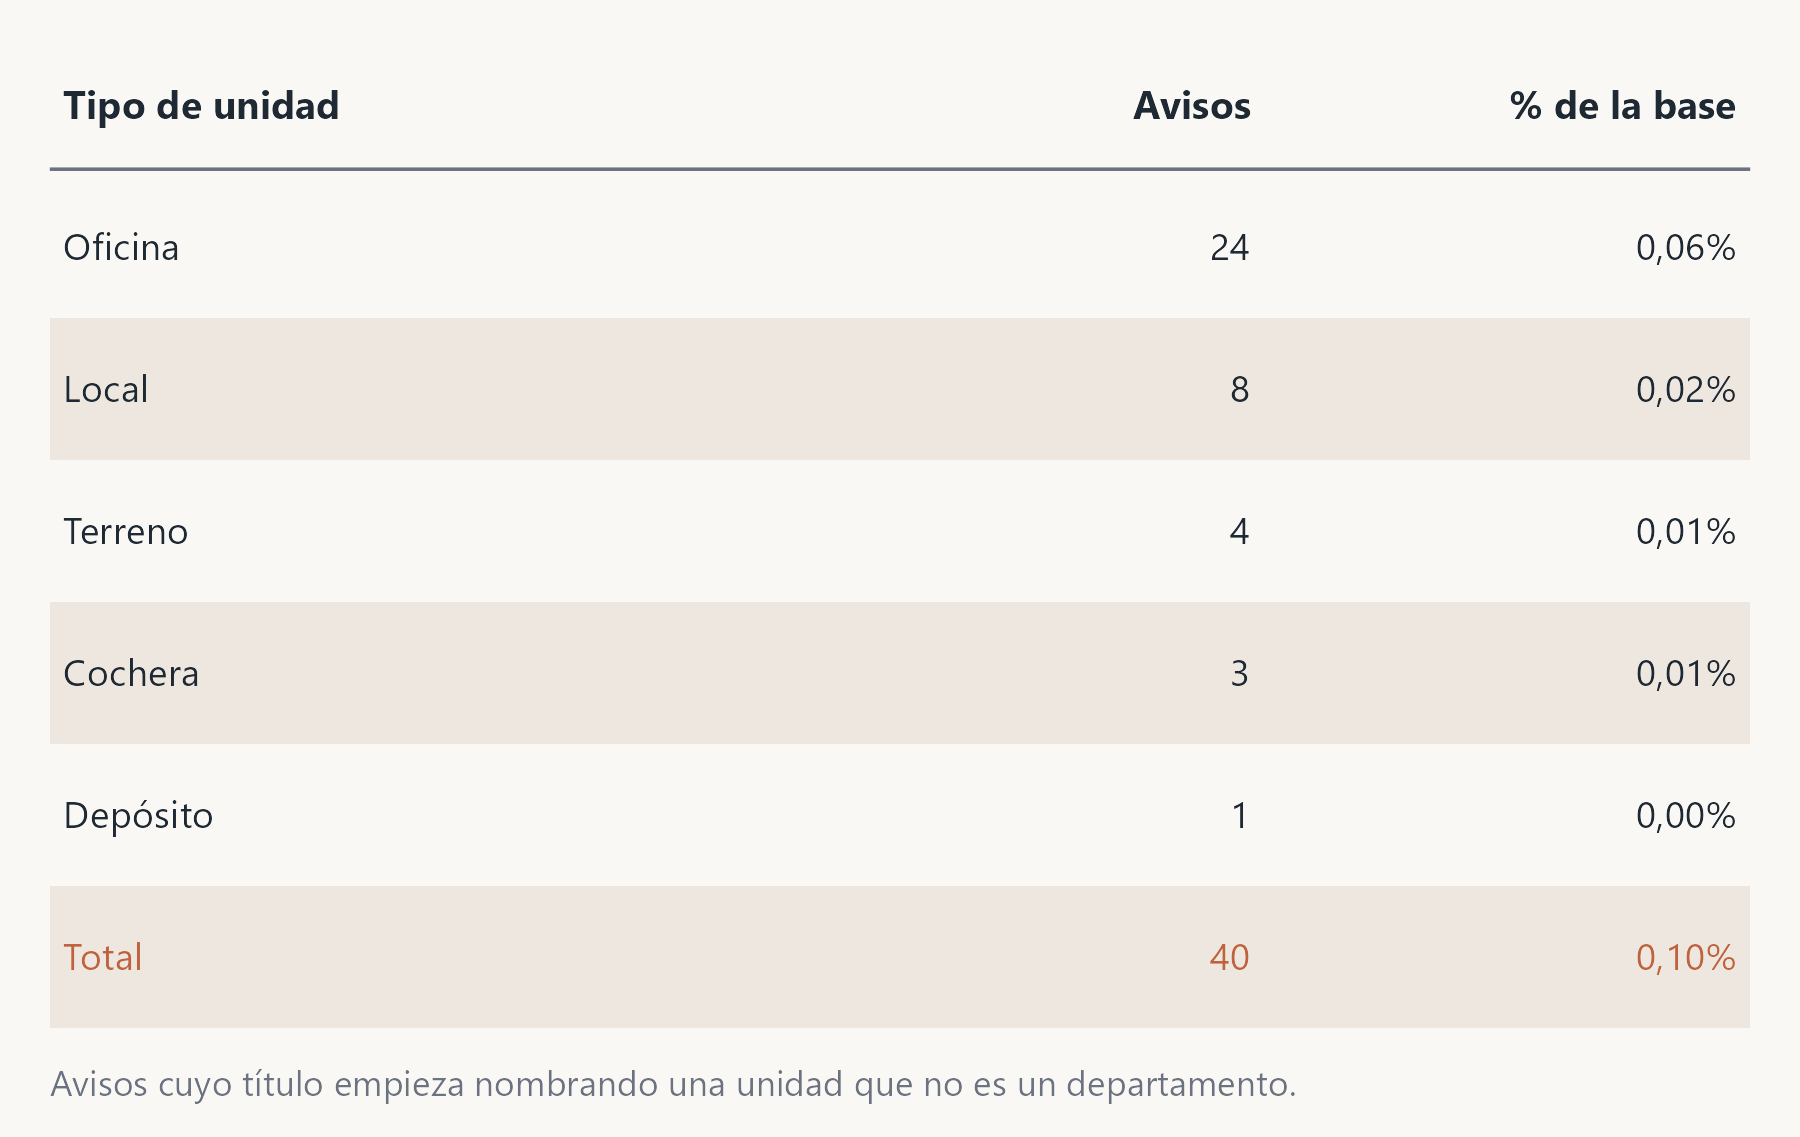 Tipo de unidad Avisos % de la base
Oficina 24 0,06%
Local 8 0,02%
Terreno 4 0,01%
Cochera 3 0,01%
Depósito 1 0,00%
Total 40 0,10%
Avisos cuyo título empieza nombrando una unidad que no es un departamento.